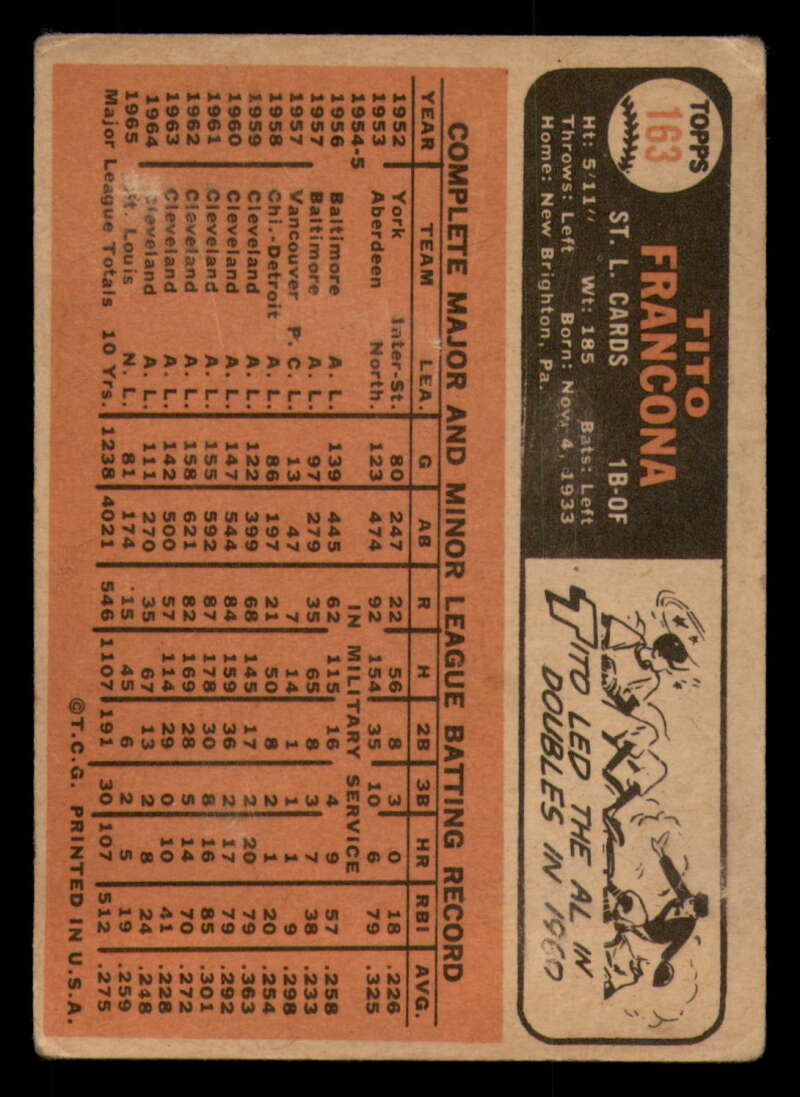 TOPPS
163
TITO
FRANCONA
ST. L. CARDS 1B-OF
Ht: 5'11" Wt: 185 Bats: Left
Throws: Left Born: Nov. 4, 1933
Home: New Brighton, Pa.
TITO LED THE AL IN
DOUBLES IN 1960
COMPLETE MAJOR AND MINOR LEAGUE BATTING RECORD
YEAR TEAM LEA. G AB R H 2B 3B HR RBI AVG.
1952 York Inter-St. 80 247 22 56 8 3 0 18 .226
1953 Aberdeen North. 123 474 92 154 35 10 6 79 .325
1954-5 IN MILITARY SERVICE
1956 Baltimore A. L. 139 445 62 115 16 4 9 57 .258
1957 Baltimore A. L. 97 279 35 65 8 3 7 38 .233
1957 Vancouver P. C. L. 13 47 7 14 1 1 1 9 .298
1958 Chi.-Detroit A. L. 86 197 21 50 8 2 1 20 .254
1959 Cleveland A. L. 122 399 68 145 17 2 20 79 .363
1960 Cleveland A. L. 147 544 84 159 36 2 17 79 .292
1961 Cleveland A. L. 155 592 87 178 30 8 16 85 .301
1962 Cleveland A. L. 158 621 82 169 28 5 14 70 .272
1963 Cleveland A. L. 142 500 57 114 29 0 10 41 .228
1964 Cleveland A. L. 111 270 35 67 13 2 8 24 .248
1965 St. Louis N. L. 81 174 15 45 6 2 5 19 .259
Major League Totals 10 Yrs. 1238 4021 546 1107 191 30 107 512 .275
©T.C.G. PRINTED IN U.S.A.